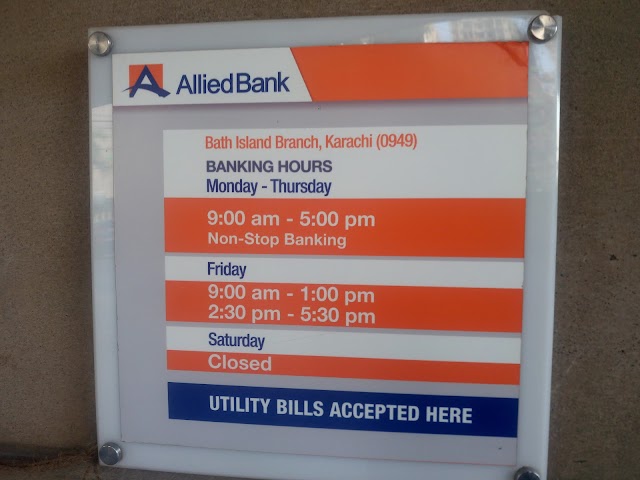 AlliedBank
Bath Island Branch, Karachi (0949)
BANKING HOURS
Monday - Thursday
9:00 am - 5:00 pm
Non-Stop Banking
Friday
9:00 am - 1:00 pm
2:30 pm - 5:30 pm
Saturday
Closed
UTILITY BILLS ACCEPTED HERE